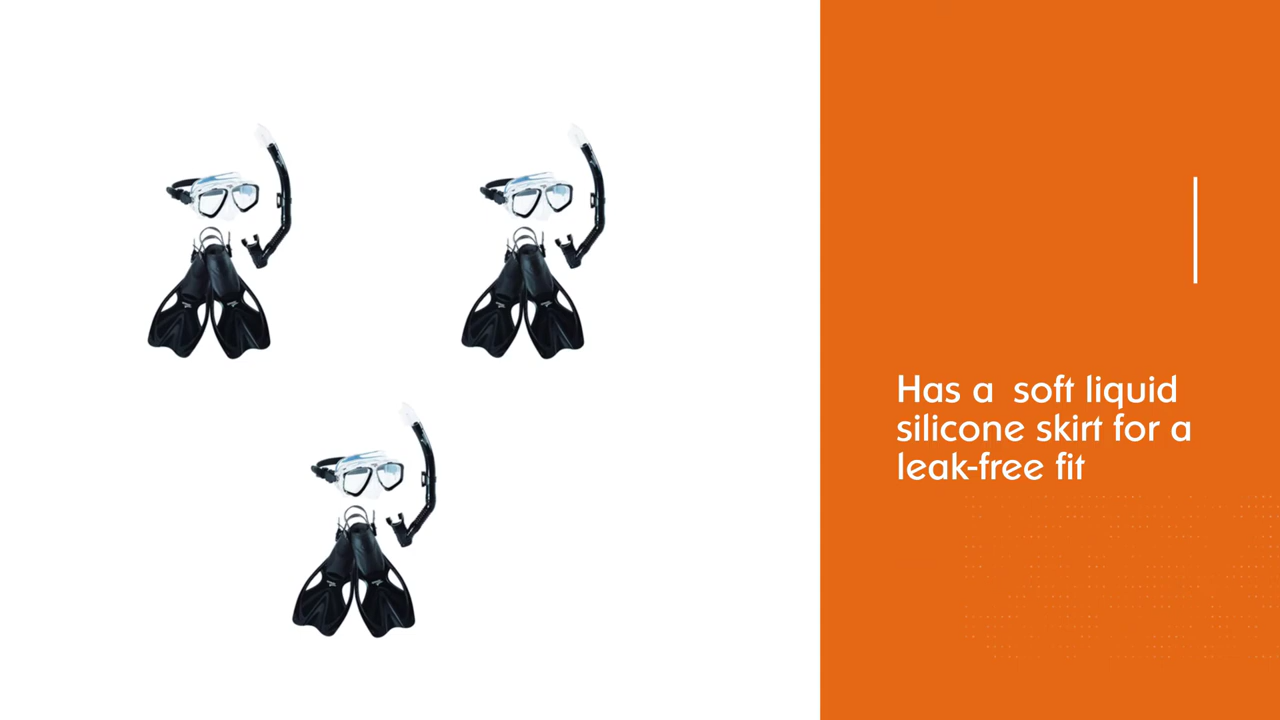 Has a  soft liquid
silicone skirt for a
leak-free fit